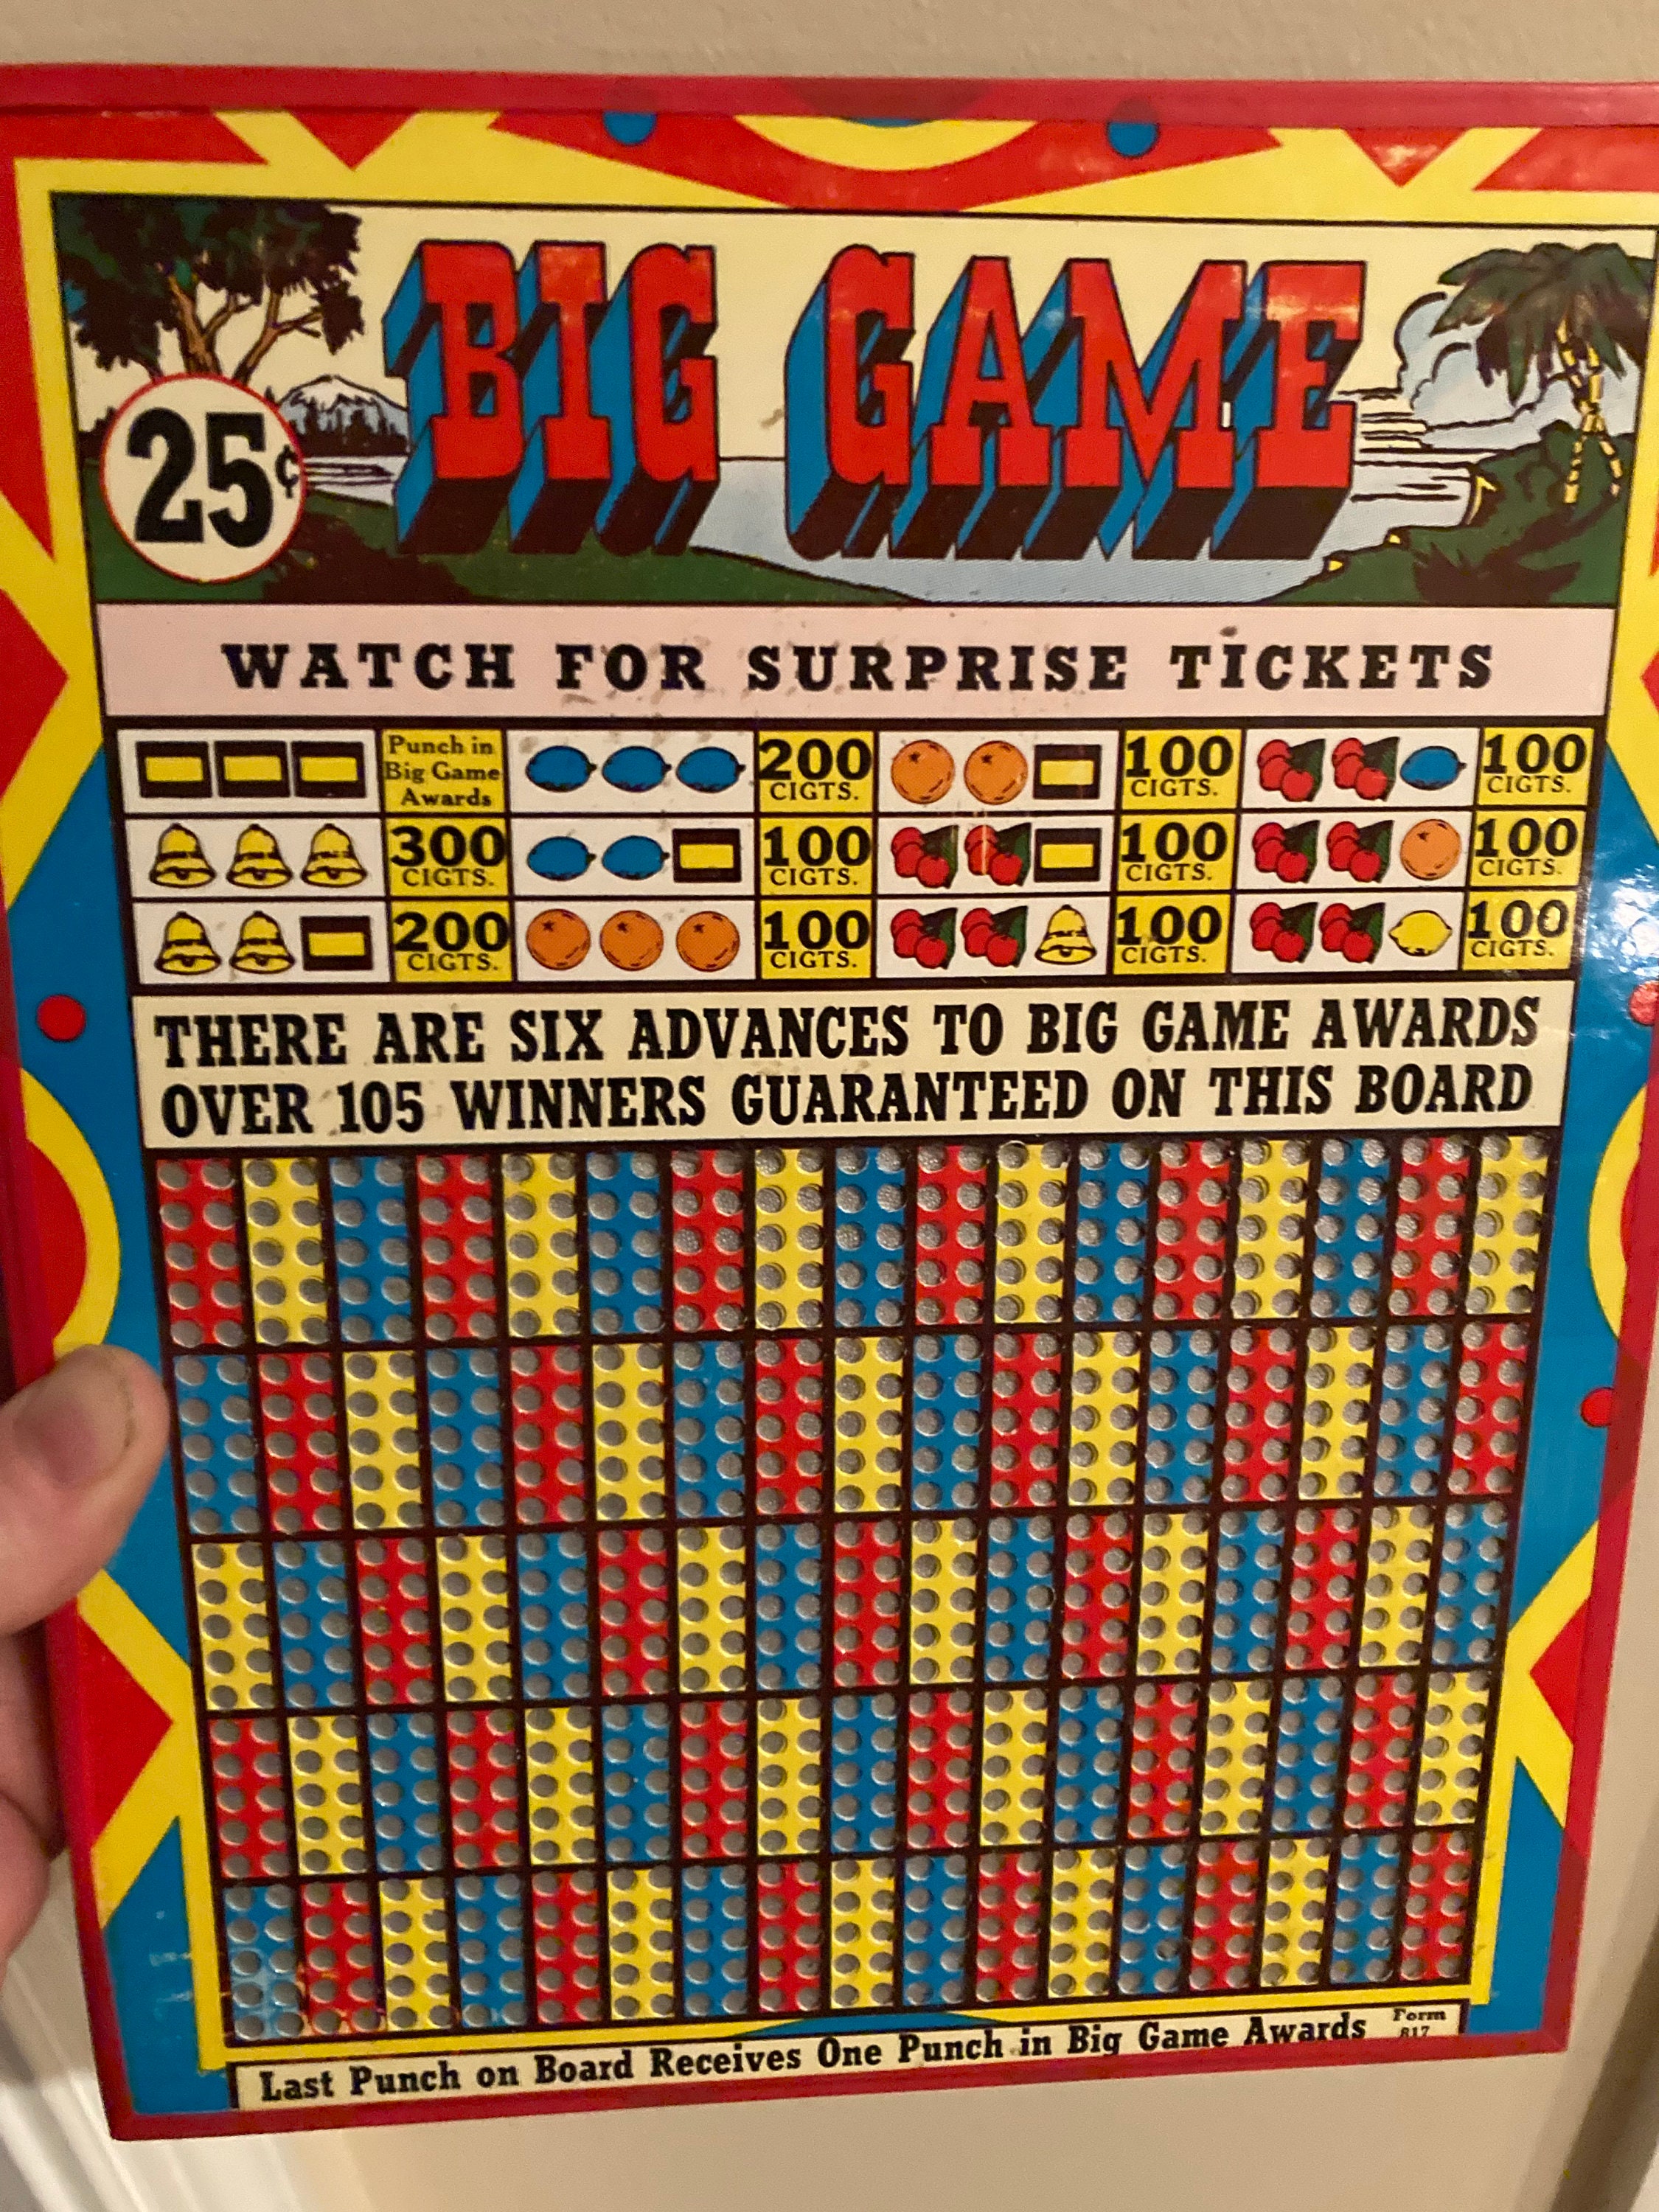 BIG GAME
25¢
WATCH FOR SURPRISE TICKETS
Punch in
Big Game
Awards
200
CIGTS.
100
CIGTS.
100
CIGTS.
300
CIGTS.
100
CIGTS.
100
CIGTS.
100
CIGTS.
200
CIGTS.
100
CIGTS.
100
CIGTS.
100
CIGTS.
THERE ARE SIX ADVANCES TO BIG GAME AWARDS
OVER 105 WINNERS GUARANTEED ON THIS BOARD
Last Punch on Board Receives One Punch in Big Game Awards
Form
817